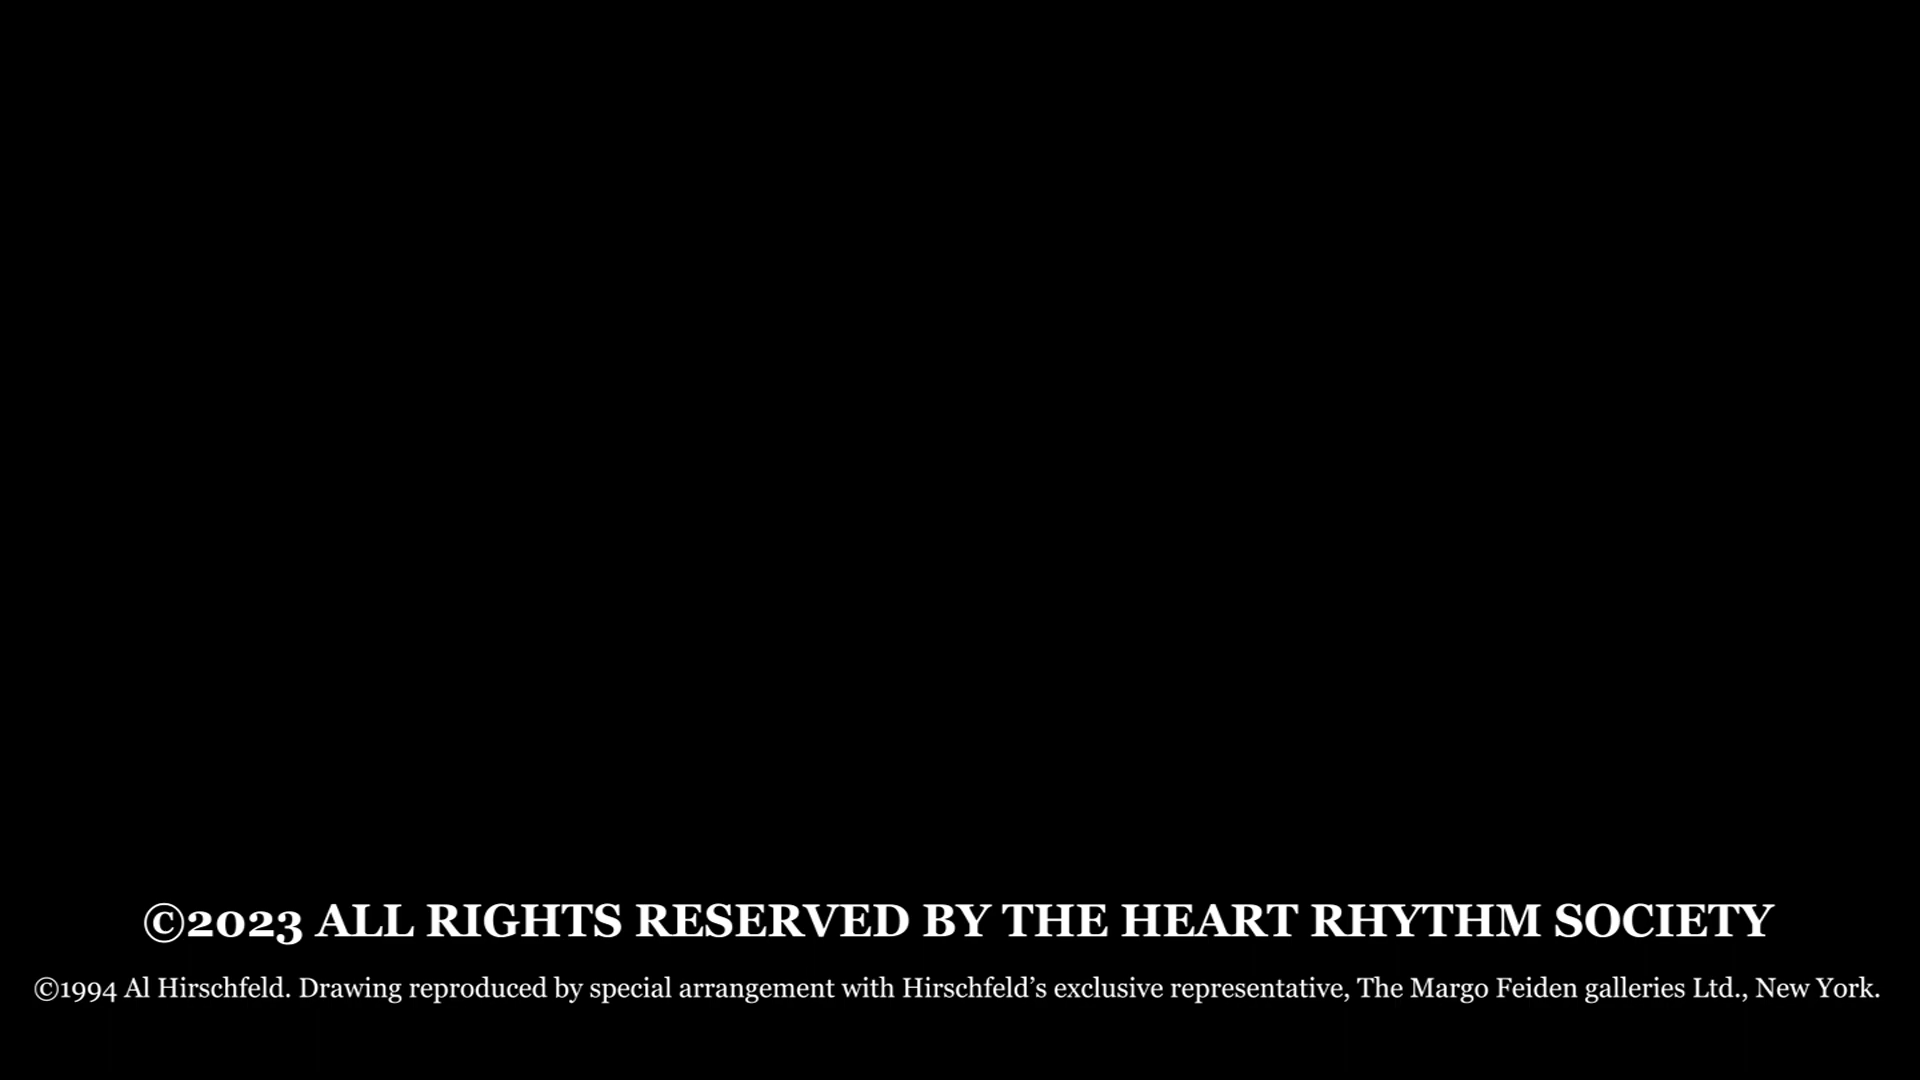 ©2023 ALL RIGHTS RESERVED BY THE HEART RHYTHM SOCIETY
©1994 Al Hirschfeld. Drawing reproduced by special arrangement with Hirschfeld’s exclusive representative, The Margo Feiden galleries Ltd., New York.